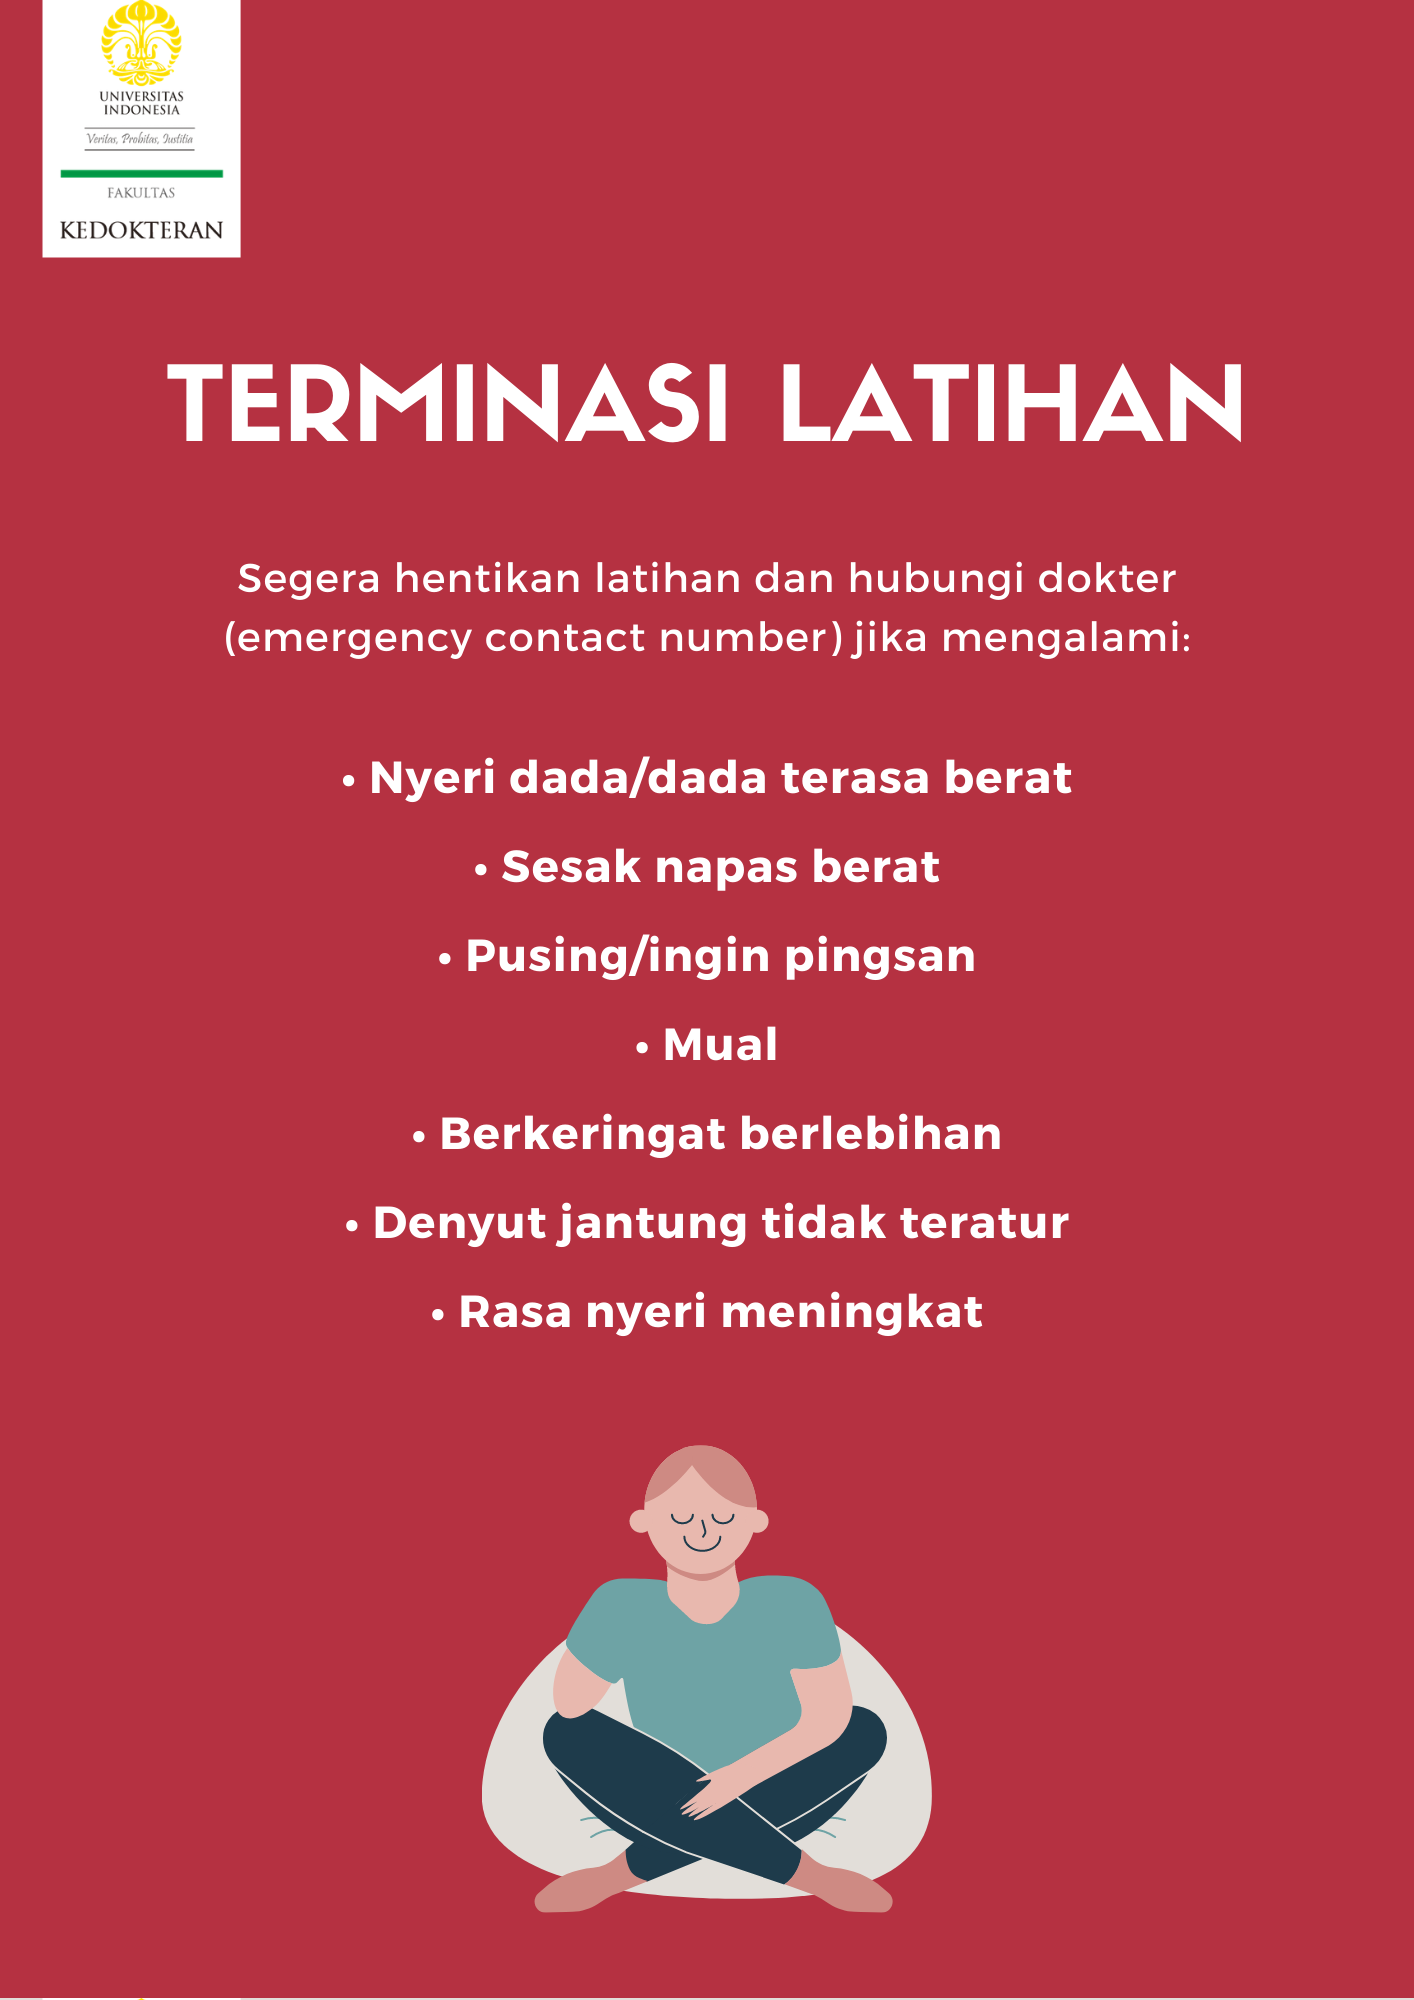 UNIVERSITAS
INDONESIA
Veritas, Probitas, Justitia
FAKULTAS
KEDOKTERAN
TERMINASI LATIHAN
Segera hentikan latihan dan hubungi dokter
(emergency contact number) jika mengalami:
• Nyeri dada/dada terasa berat
• Sesak napas berat
• Pusing/ingin pingsan
• Mual
• Berkeringat berlebihan
• Denyut jantung tidak teratur
• Rasa nyeri meningkat